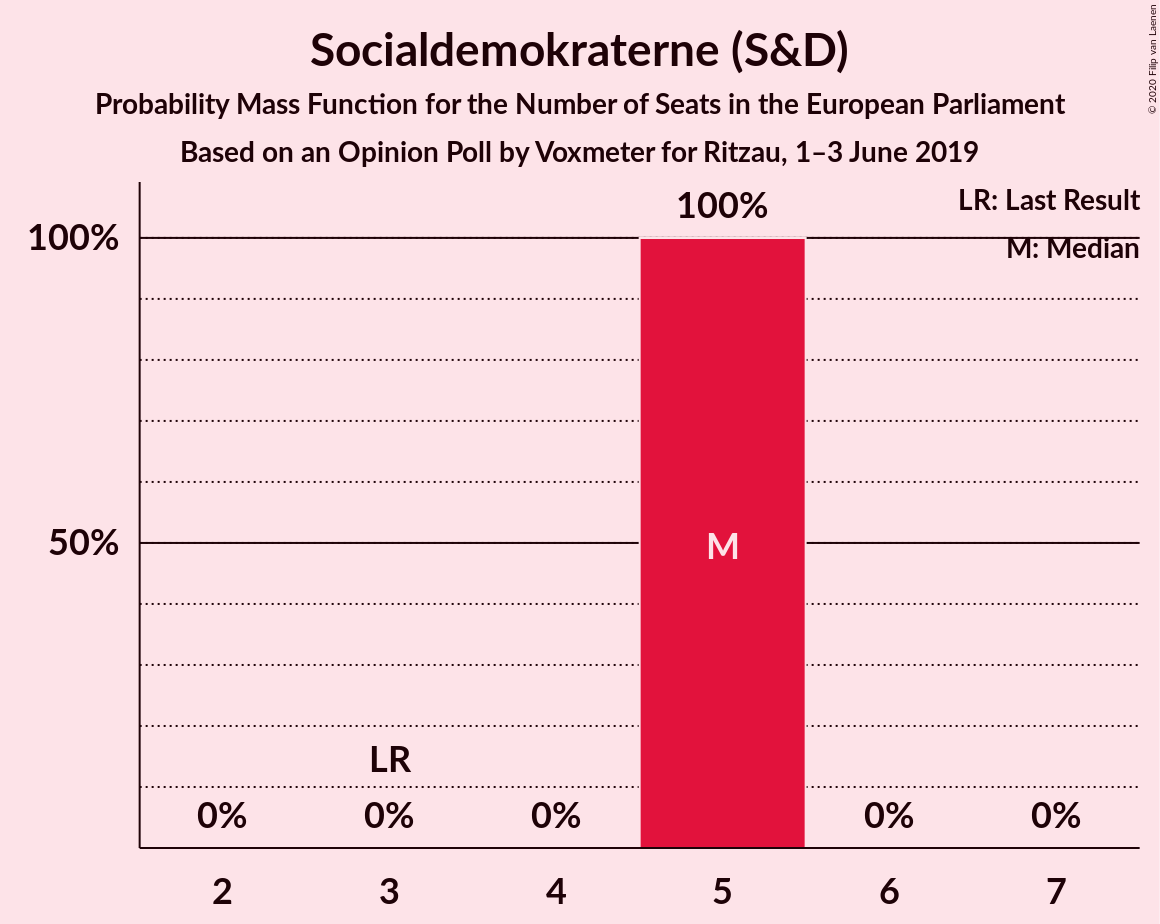 Socialdemokraterne (S&D)
Probability Mass Function for the Number of Seats in the European Parliament
Based on an Opinion Poll by Voxmeter for Ritzau, 1–3 June 2019
© 2020 Filip van Laenen
LR: Last Result
M: Median
100%
100%
50%
M
LR
0%
0%
0%
0%
0%
2
3
4
5
6
7